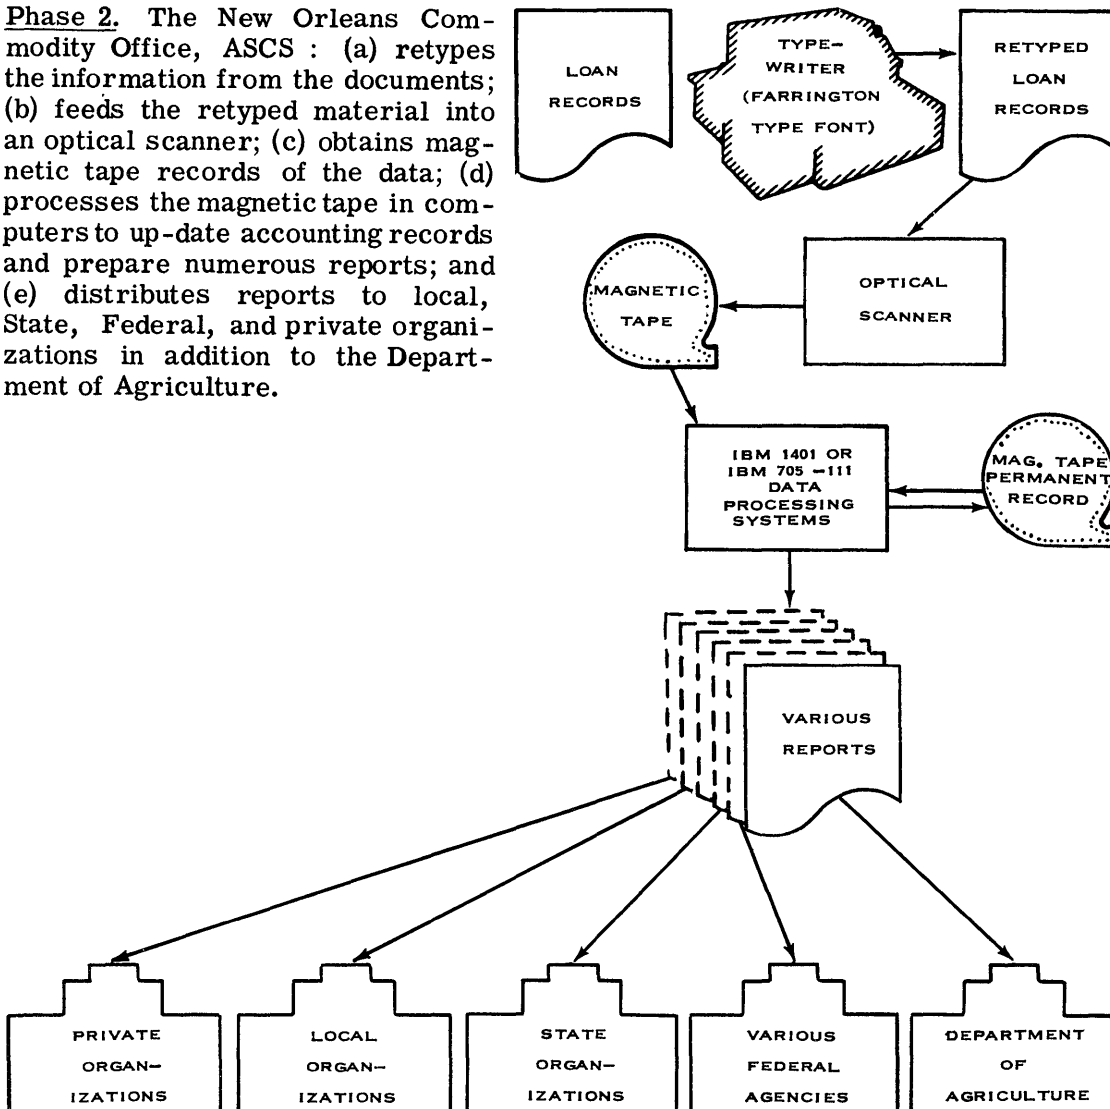 Phase 2. The New Orleans Com-
modity Office, ASCS : (a) retypes
the information from the documents;
(b) feeds the retyped material into
an optical scanner; (c) obtains mag-
netic tape records of the data; (d)
processes the magnetic tape in com-
puters to up-date accounting records
and prepare numerous reports; and
(e) distributes reports to local,
State, Federal, and private organi-
zations in addition to the Depart-
ment of Agriculture.
LOAN
RECORDS
TYPE-
WRITER
(FARRINGTON
TYPE FONT)
RETYPED
LOAN
RECORDS
OPTICAL
SCANNER
MAGNETIC
TAPE
IBM 1401 OR
IBM 705 -111
DATA
PROCESSING
SYSTEMS
MAG. TAPE
PERMANENT
RECORD
VARIOUS
REPORTS
PRIVATE
ORGAN-
IZATIONS
LOCAL
ORGAN-
IZATIONS
STATE
ORGAN-
IZATIONS
VARIOUS
FEDERAL
AGENCIES
DEPARTMENT
OF
AGRICULTURE